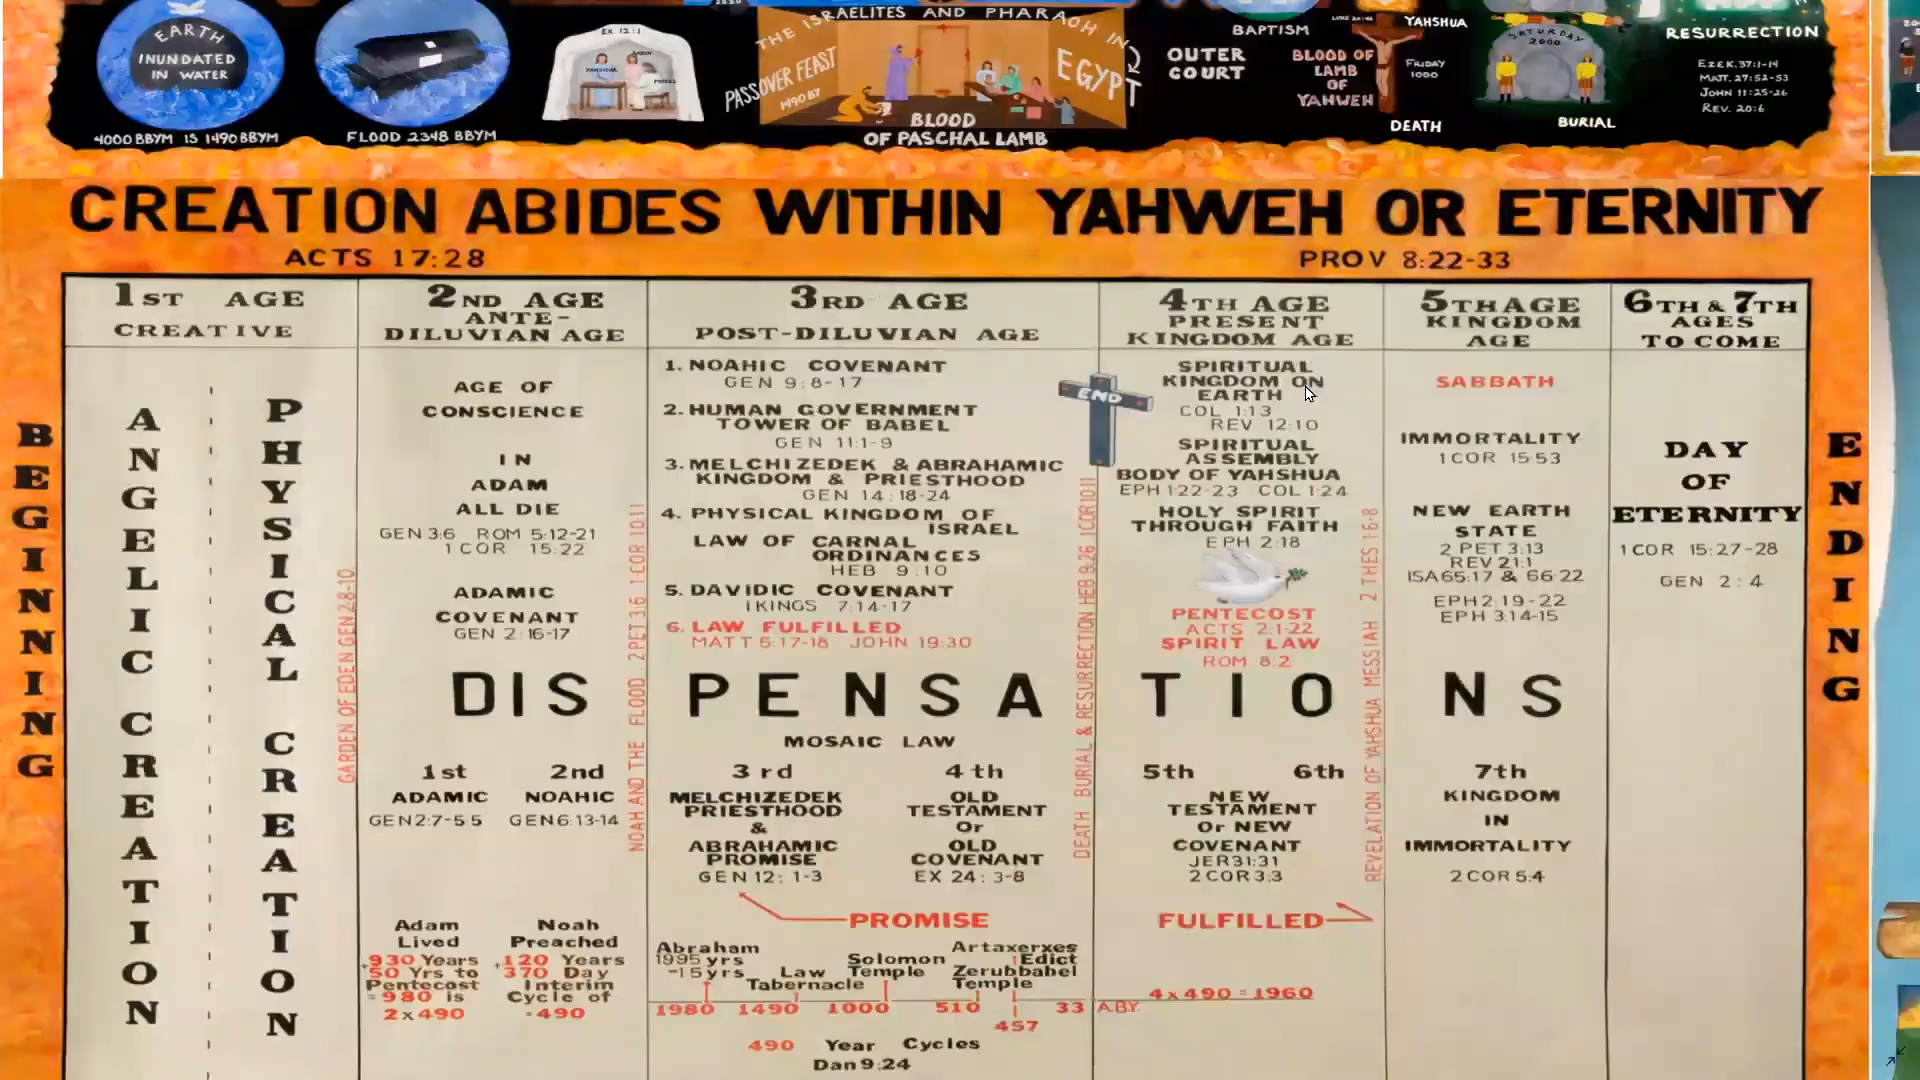 EARTH
INUNDATED
IN WATER
4000 BBYM IS 1490 BBYM
FLOOD 2348 BBYM
EX. 12:1
THE ISRAELITES AND PHARAOH IN
EGYPT
PASSOVER FEAST
1490 BY
BLOOD
OF PASCHAL LAMB
BAPTISM
OUTER
COURT
YAHSHUA
BLOOD OF
LAMB
OF
YAHWEH
FRIDAY
1000
DEATH
SATURDAY
2000
BURIAL
RESURRECTION
EZEK. 37:1-14
MATT. 27:52-53
JOHN 11:25-26
REV. 20:6
CREATION ABIDES WITHIN YAHWEH OR ETERNITY
ACTS 17:28
PROV 8:22-33
BEGINNING
1ST AGE
CREATIVE
ANGELIC CREATION
PHYSICAL CREATION
GARDEN OF EDEN GEN 2:8-10
2ND AGE
ANTE-
DILUVIAN AGE
AGE OF
CONSCIENCE
IN
ADAM
ALL DIE
GEN 3:6 ROM 5:12-21
1 COR 15:22
ADAMIC
COVENANT
GEN 2:16-17
NOAH AND THE FLOOD 2 PET 3:6 1 COR 10:11
3RD AGE
POST-DILUVIAN AGE
1. NOAHIC COVENANT
GEN 9:8-17
2. HUMAN GOVERNMENT
TOWER OF BABEL
GEN 11:1-9
3. MELCHIZEDEK & ABRAHAMIC
KINGDOM & PRIESTHOOD
GEN 14:18-24
4. PHYSICAL KINGDOM OF
ISRAEL
LAW OF CARNAL
ORDINANCES
HEB 9:10
5. DAVIDIC COVENANT
1KINGS 7:14-17
6. LAW FULFILLED
MATT 5:17-18 JOHN 19:30
END
DEATH BURIAL & RESURRECTION HEB 9:26 1COR 10:11
4TH AGE
PRESENT
KINGDOM AGE
SPIRITUAL
KINGDOM ON
EARTH
COL 1:13
REV 12:10
SPIRITUAL
ASSEMBLY
BODY OF YAHSHUA
EPH 1:22-23 COL 1:24
HOLY SPIRIT
THROUGH FAITH
EPH 2:18
PENTECOST
ACTS 2:1-22
SPIRIT LAW
ROM 8:2
REVELATION OF YAHSHUA MESSIAH 2 THES 1:6-8
5TH AGE
KINGDOM
AGE
SABBATH
IMMORTALITY
1COR 15:53
NEW EARTH
STATE
2 PET 3:13
REV 21:1
ISA 65:17 & 66:22
EPH 2:19-22
EPH 3:14-15
6TH & 7TH
AGES
TO COME
DAY
OF
ETERNITY
1COR 15:27-28
GEN 2:4
ENDING
DISPENSATIONS
1st 2nd
ADAMIC NOAHIC
GEN 2:7-5:5 GEN 6:13-14
MOSAIC LAW
3rd
MELCHIZEDEK
PRIESTHOOD
&
ABRAHAMIC
PROMISE
GEN 12:1-3
4th
OLD
TESTAMENT
Or
OLD
COVENANT
EX 24:3-8
5th 6th
NEW
TESTAMENT
Or NEW
COVENANT
JER 31:31
2 COR 3:3
7th
KINGDOM
IN
IMMORTALITY
2 COR 5:4
Adam
Lived
+930 Years
50 Yrs to
Pentecost
=980 is
2x490
Noah
Preached
+120 Years
370 Day
Interim
Cycle of
=490
PROMISE
FULFILLED
Abraham
1995yrs
-15yrs
Law
Tabernacle
Solomon
Temple
Artaxerxes
Edict
Zerubbabel
Temple
1980 1490 1000 510 33 A.B.Y.
457
4x490=1960
490 Year Cycles
Dan 9:24